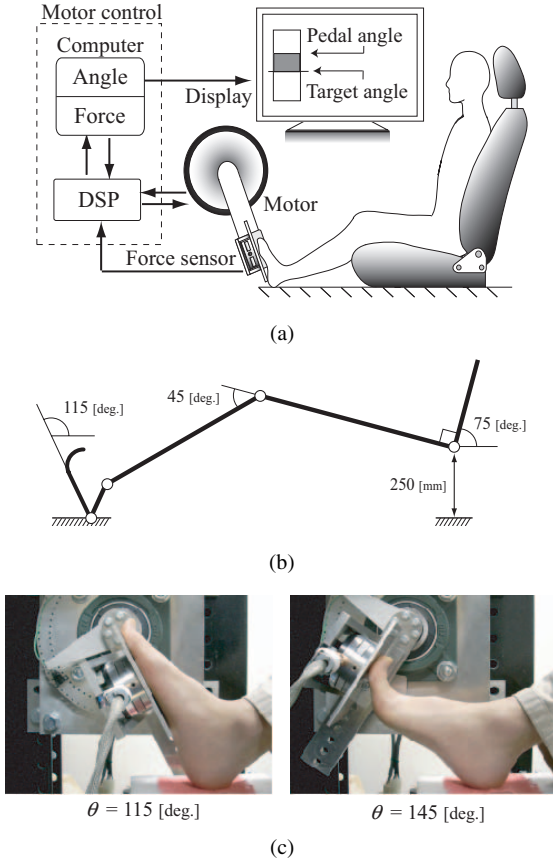 Motor control
Computer
Angle
Force
DSP
Display
Pedal angle
Target angle
Motor
Force sensor
(a)
115 [deg.]
45 [deg.]
75 [deg.]
250 [mm]
(b)
θ = 115 [deg.]
θ = 145 [deg.]
(c)